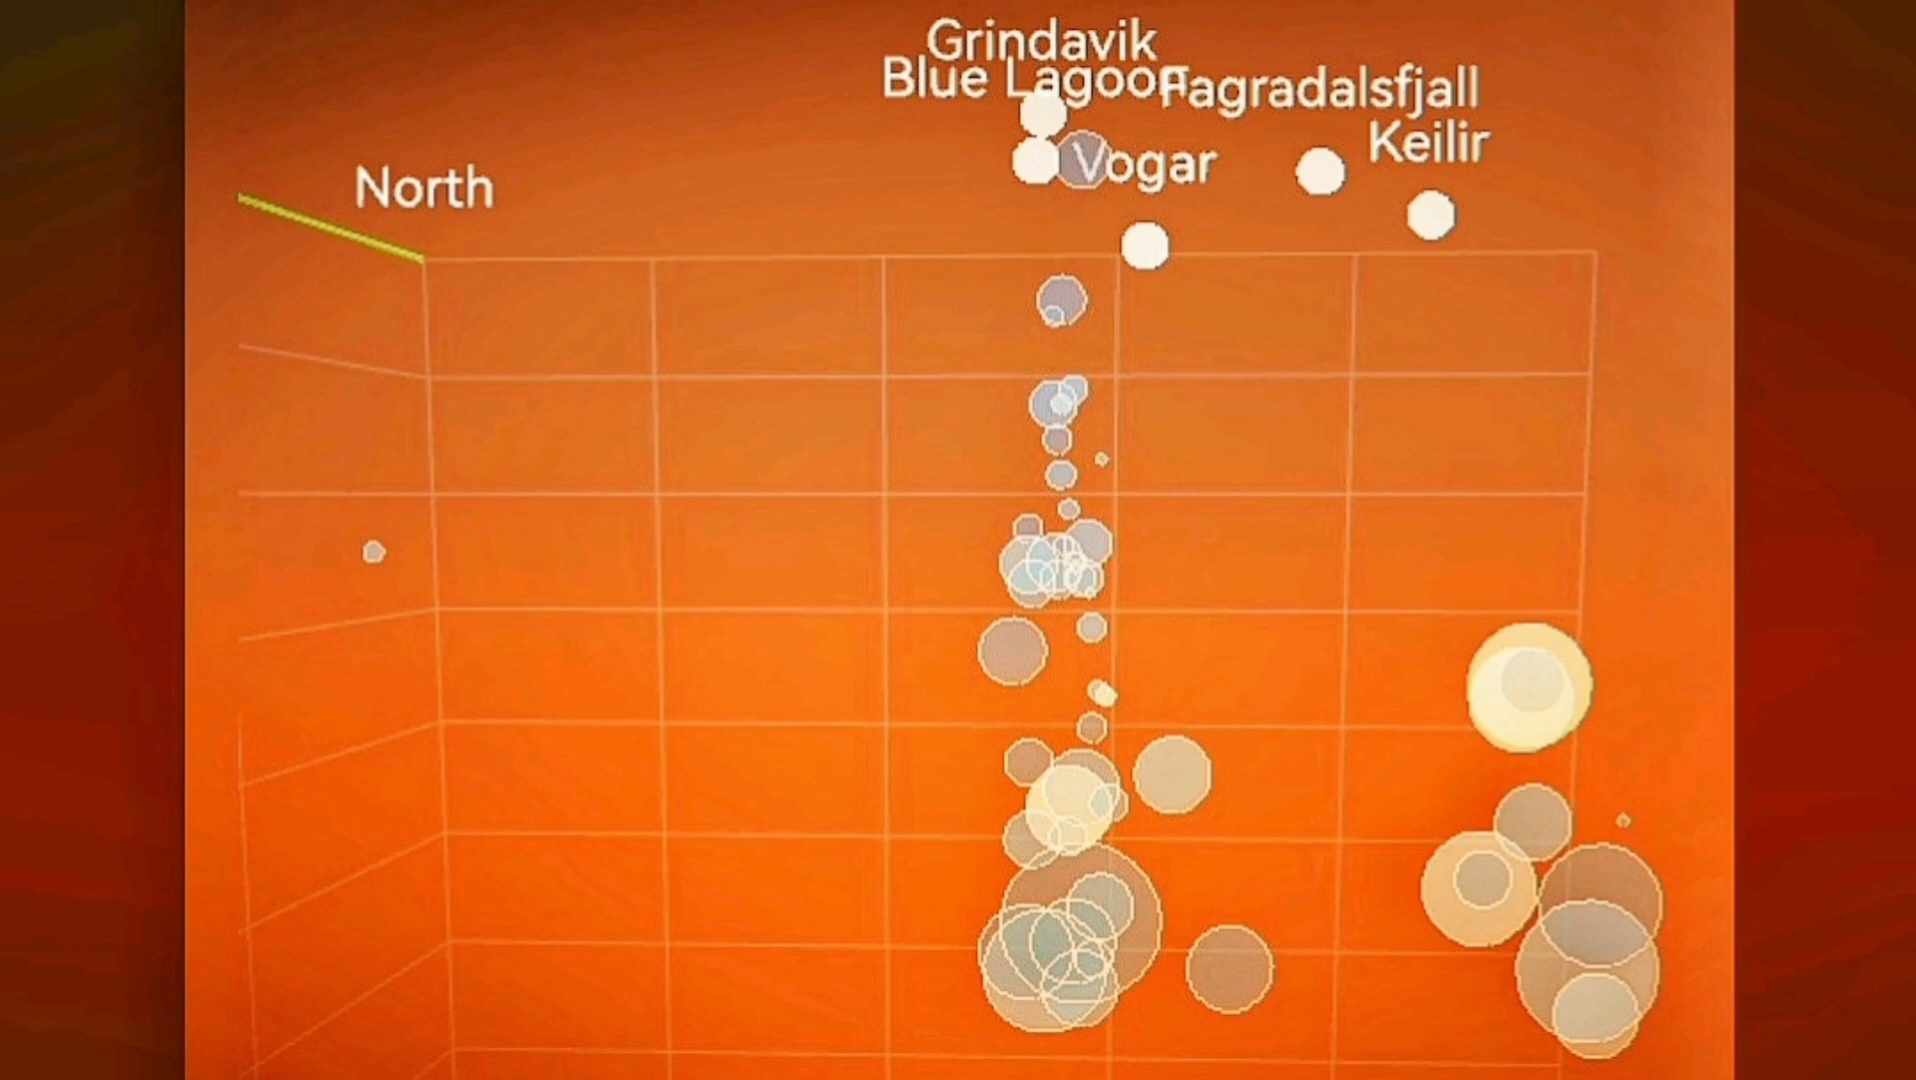 Grindavik
Blue Lagoon
Fagradalsfjall
Keilir
Vogar
North